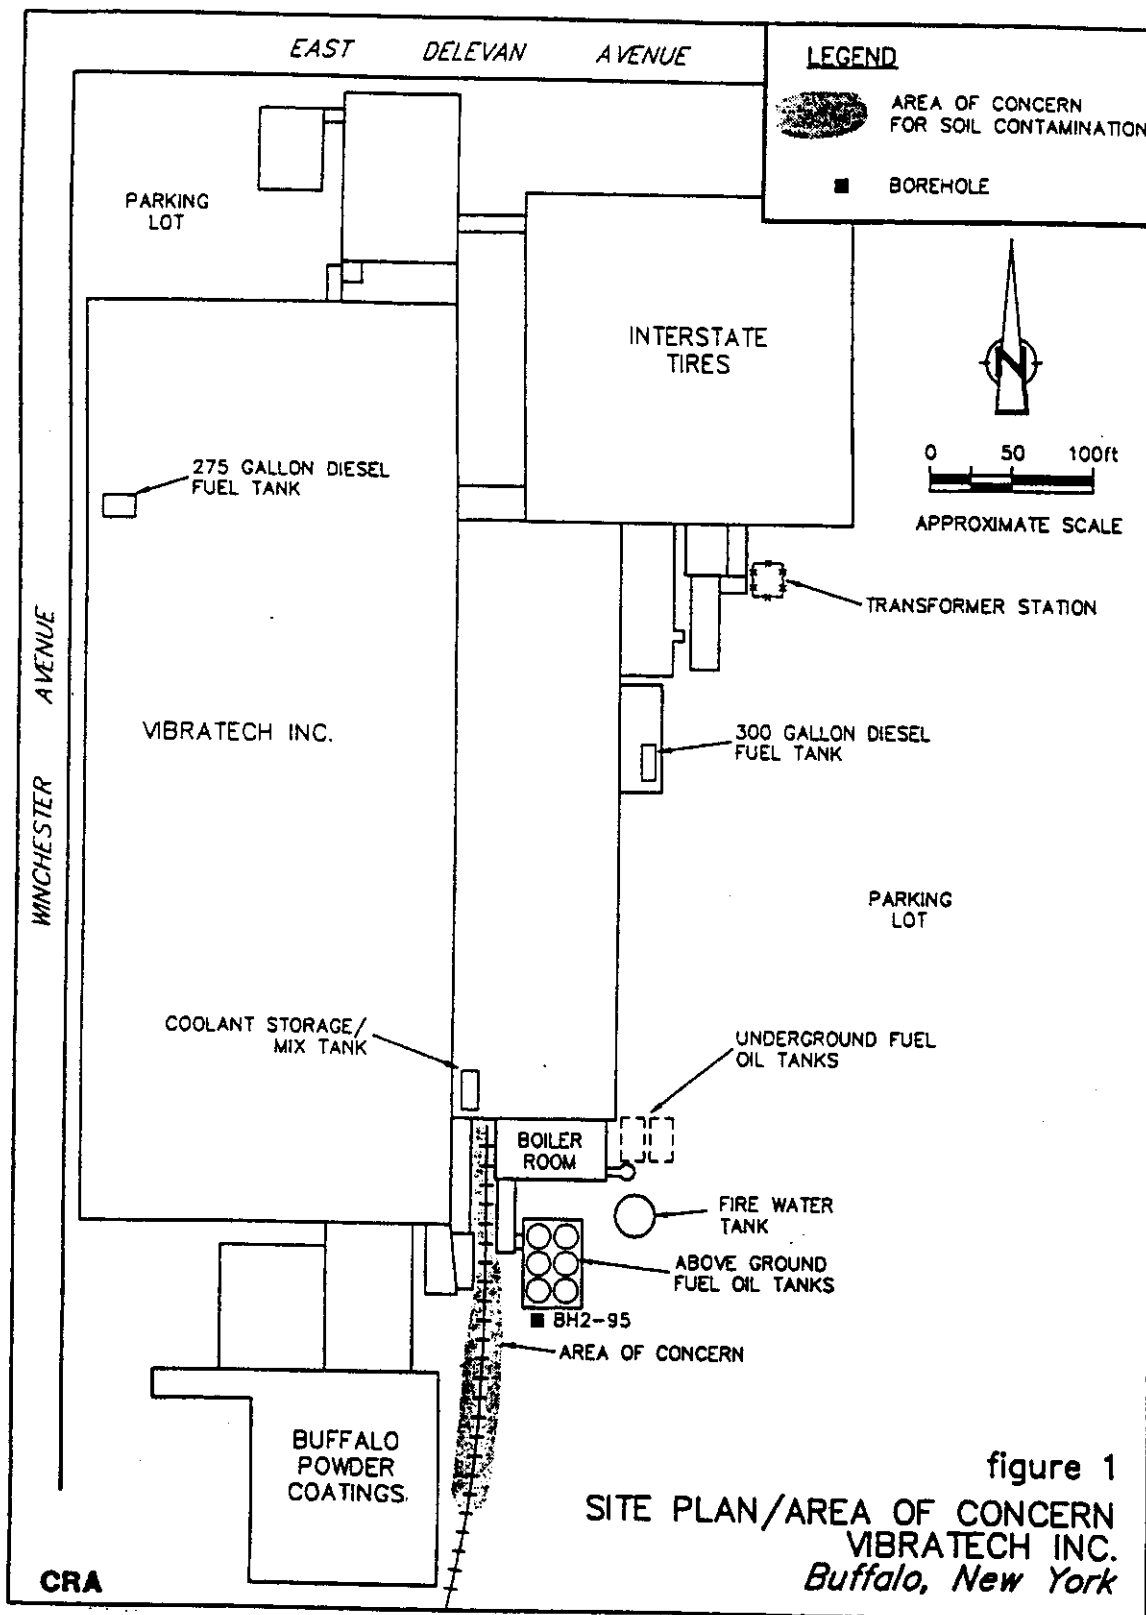 EAST DELEVAN AVENUE
LEGEND
AREA OF CONCERN
FOR SOIL CONTAMINATION
BOREHOLE
PARKING
LOT
INTERSTATE
TIRES
N
0 50 100ft
APPROXIMATE SCALE
275 GALLON DIESEL
FUEL TANK
TRANSFORMER STATION
WINCHESTER AVENUE
VIBRATECH INC.
300 GALLON DIESEL
FUEL TANK
PARKING
LOT
COOLANT STORAGE/
MIX TANK
UNDERGROUND FUEL
OIL TANKS
BOILER
ROOM
FIRE WATER
TANK
ABOVE GROUND
FUEL OIL TANKS
BH2-95
AREA OF CONCERN
BUFFALO
POWDER
COATINGS
figure 1
SITE PLAN/AREA OF CONCERN
VIBRATECH INC.
Buffalo, New York
CRA